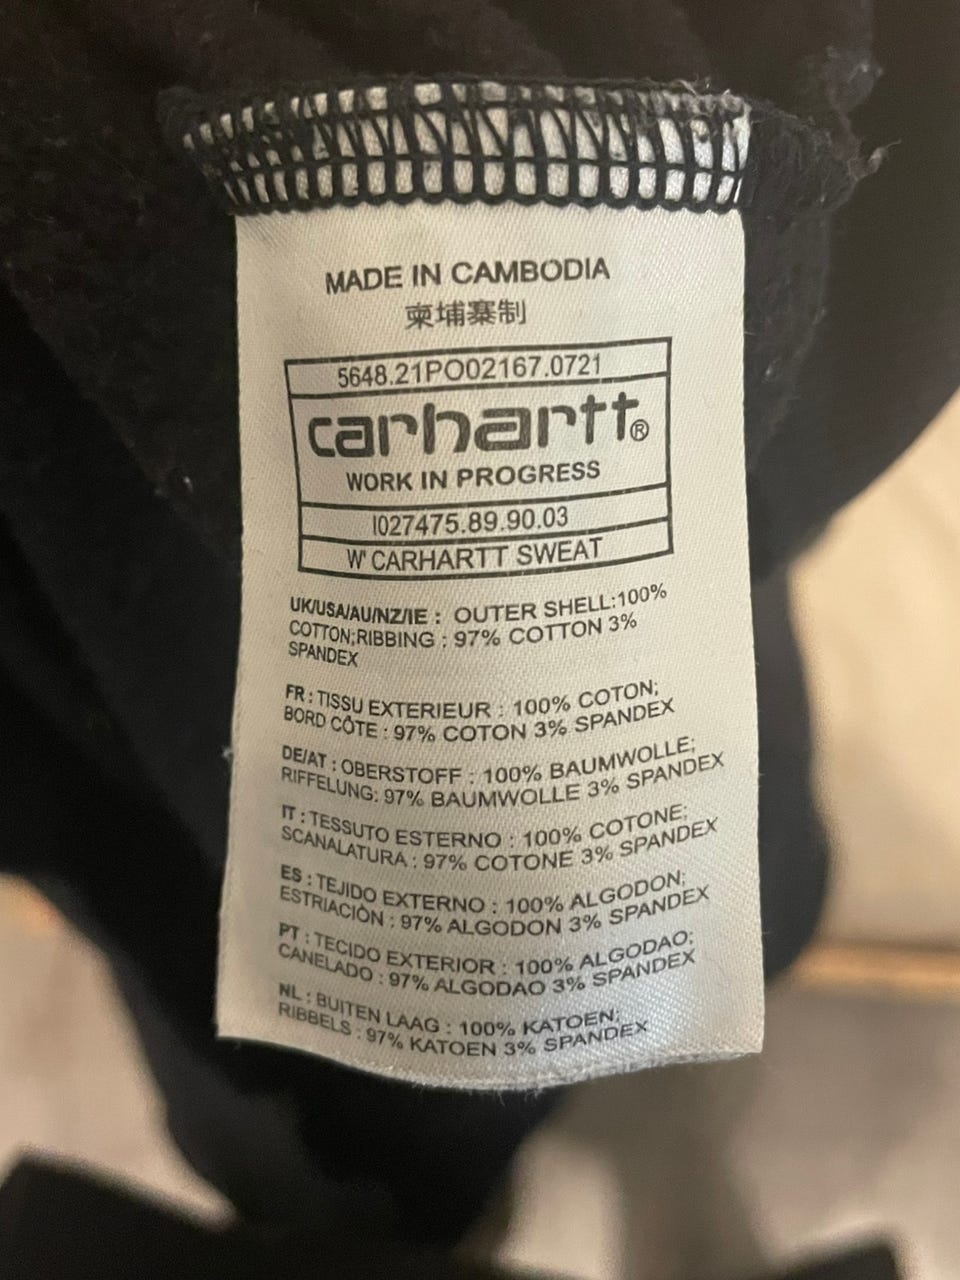 MADE IN CAMBODIA
柬埔寨制
5648.21PO02167.0721
carhartt®
WORK IN PROGRESS
I027475.89.90.03
W' CARHARTT SWEAT
UK/USA/AU/NZ/IE : OUTER SHELL:100%
COTTON;RIBBING : 97% COTTON 3%
SPANDEX
FR : TISSU EXTERIEUR : 100% COTON;
BORD CÔTE : 97% COTON 3% SPANDEX
DE/AT : OBERSTOFF : 100% BAUMWOLLE;
RIFFELUNG: 97% BAUMWOLLE 3% SPANDEX
IT : TESSUTO ESTERNO : 100% COTONE;
SCANALATURA : 97% COTONE 3% SPANDEX
ES : TEJIDO EXTERNO : 100% ALGODON;
ESTRIACIÓN : 97% ALGODON 3% SPANDEX
PT : TECIDO EXTERIOR : 100% ALGODAO;
CANELADO : 97% ALGODAO 3% SPANDEX
NL : BUITEN LAAG : 100% KATOEN;
RIBBELS : 97% KATOEN 3% SPANDEX